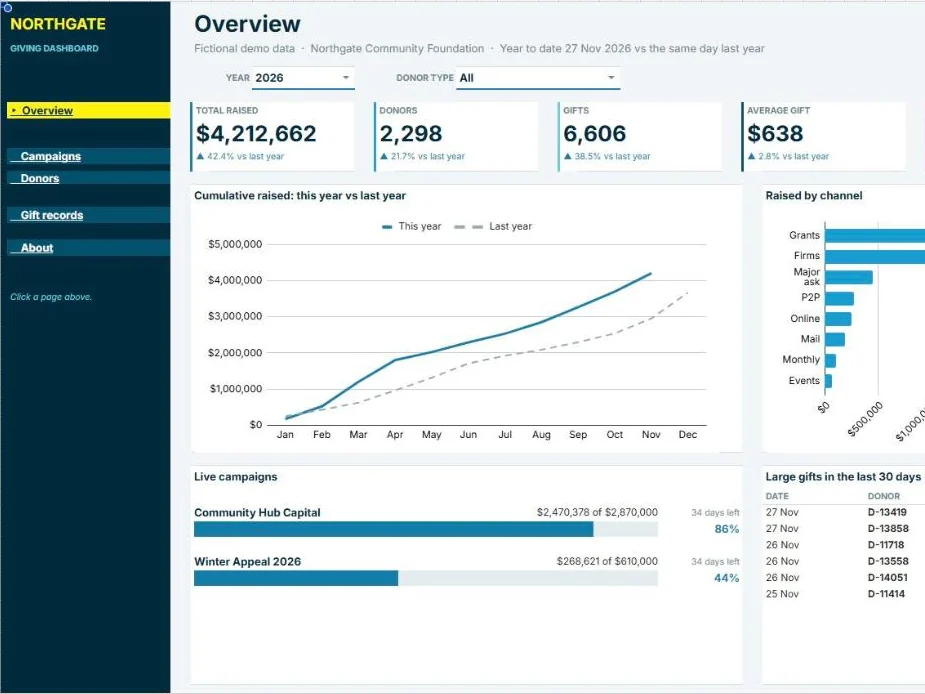 NORTHGATE
GIVING DASHBOARD
Overview
Campaigns
Donors
Gift records
About
Click a page above.
Overview
Fictional demo data · Northgate Community Foundation · Year to date 27 Nov 2026 vs the same day last year
YEAR 2026 DONOR TYPE All
TOTAL RAISED
$4,212,662
▲ 42.4% vs last year
DONORS
2,298
▲ 21.7% vs last year
GIFTS
6,606
▲ 38.5% vs last year
AVERAGE GIFT
$638
▲ 2.8% vs last year
Cumulative raised: this year vs last year
This year Last year
$5,000,000
$4,000,000
$3,000,000
$2,000,000
$1,000,000
$0
Jan Feb Mar Apr May Jun Jul Aug Sep Oct Nov Dec
Raised by channel
Grants
Firms
Major
ask
P2P
Online
Mail
Monthly
Events
$0 $500,000 $1,000,
Live campaigns
Community Hub Capital $2,470,378 of $2,870,000 34 days left
86%
Winter Appeal 2026 $268,621 of $610,000 34 days left
44%
Large gifts in the last 30 days
DATE DONOR
27 Nov D-13419
27 Nov D-13858
26 Nov D-11718
26 Nov D-13558
26 Nov D-14051
25 Nov D-11414